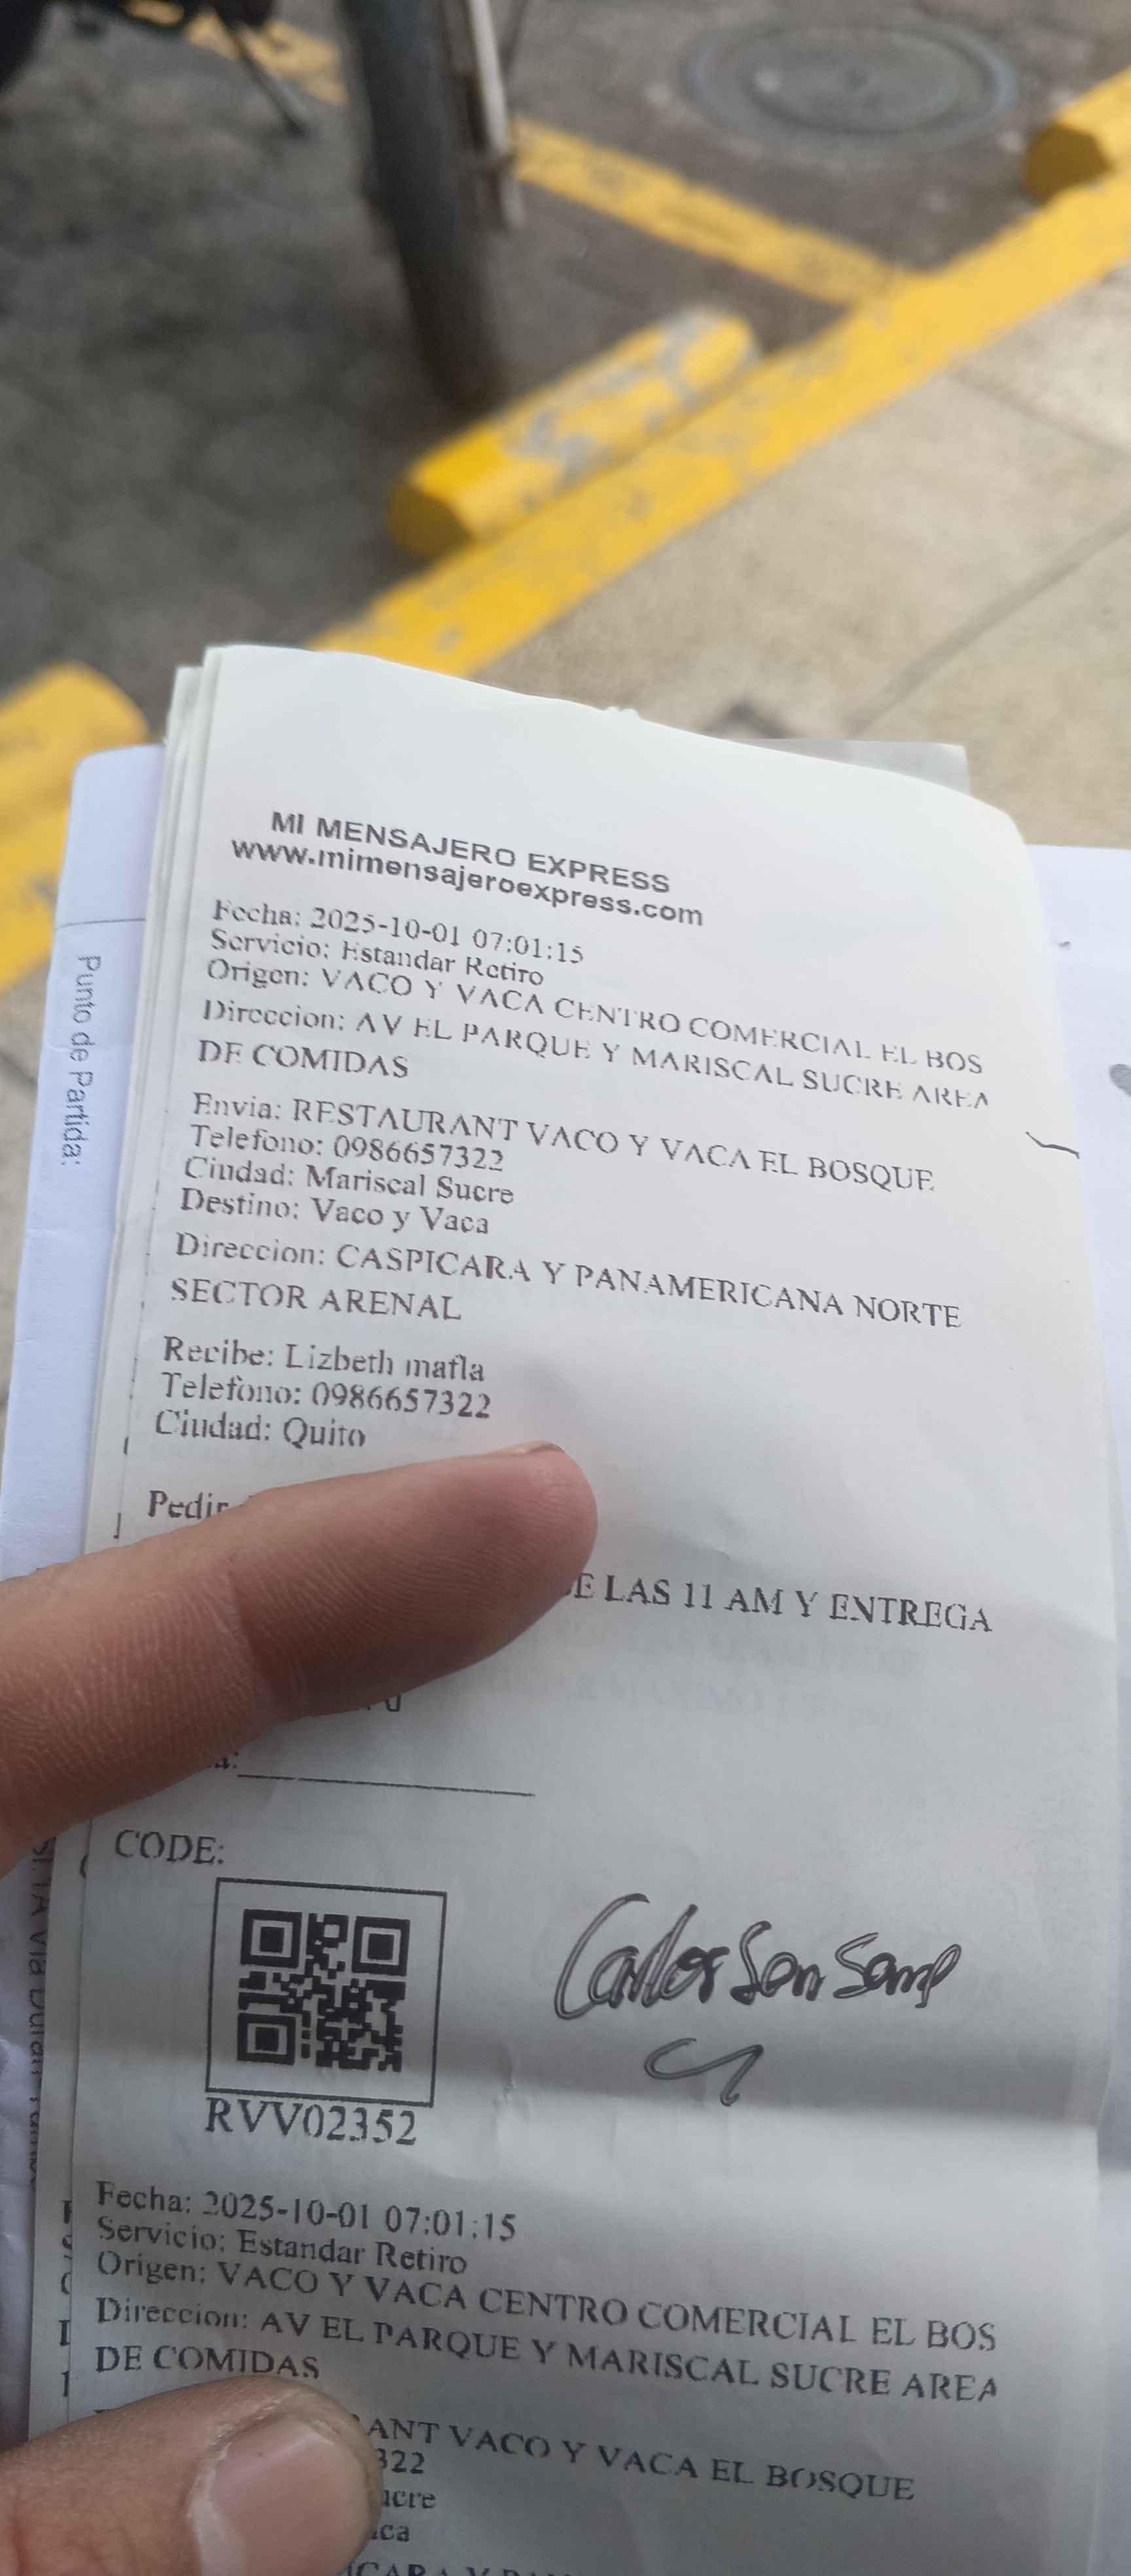 MI MENSAJERO EXPRESS
www.mimensajeroexpress.com
Fecha: 2025-10-01 07:01:15
Servicio: Estandar Retiro
Origen: VACO Y VACA CENTRO COMERCIAL EL BOS
Direccion: AV EL PARQUE Y MARISCAL SUCRE AREA
DE COMIDAS
Envia: RESTAURANT VACO Y VACA EL BOSQUE
Telefono: 0986657322
Ciudad: Mariscal Sucre
Destino: Vaco y Vaca
Direccion: CASPICARA Y PANAMERICANA NORTE
SECTOR ARENAL
Recibe: Lizbeth mafla
Telefono: 0986657322
Ciudad: Quito
Pedir
LAS 11 AM Y ENTREGA
CODE:
Carlos
RVV02352
Fecha: 2025-10-01 07:01:15
Servicio: Estandar Retiro
Origen: VACO Y VACA CENTRO COMERCIAL EL BOS
Direccion: AV EL PARQUE Y MARISCAL SUCRE AREA
DE COMIDAS
ANT VACO Y VACA EL BOSQUE
322
ucre
ca
Punto de Partida: